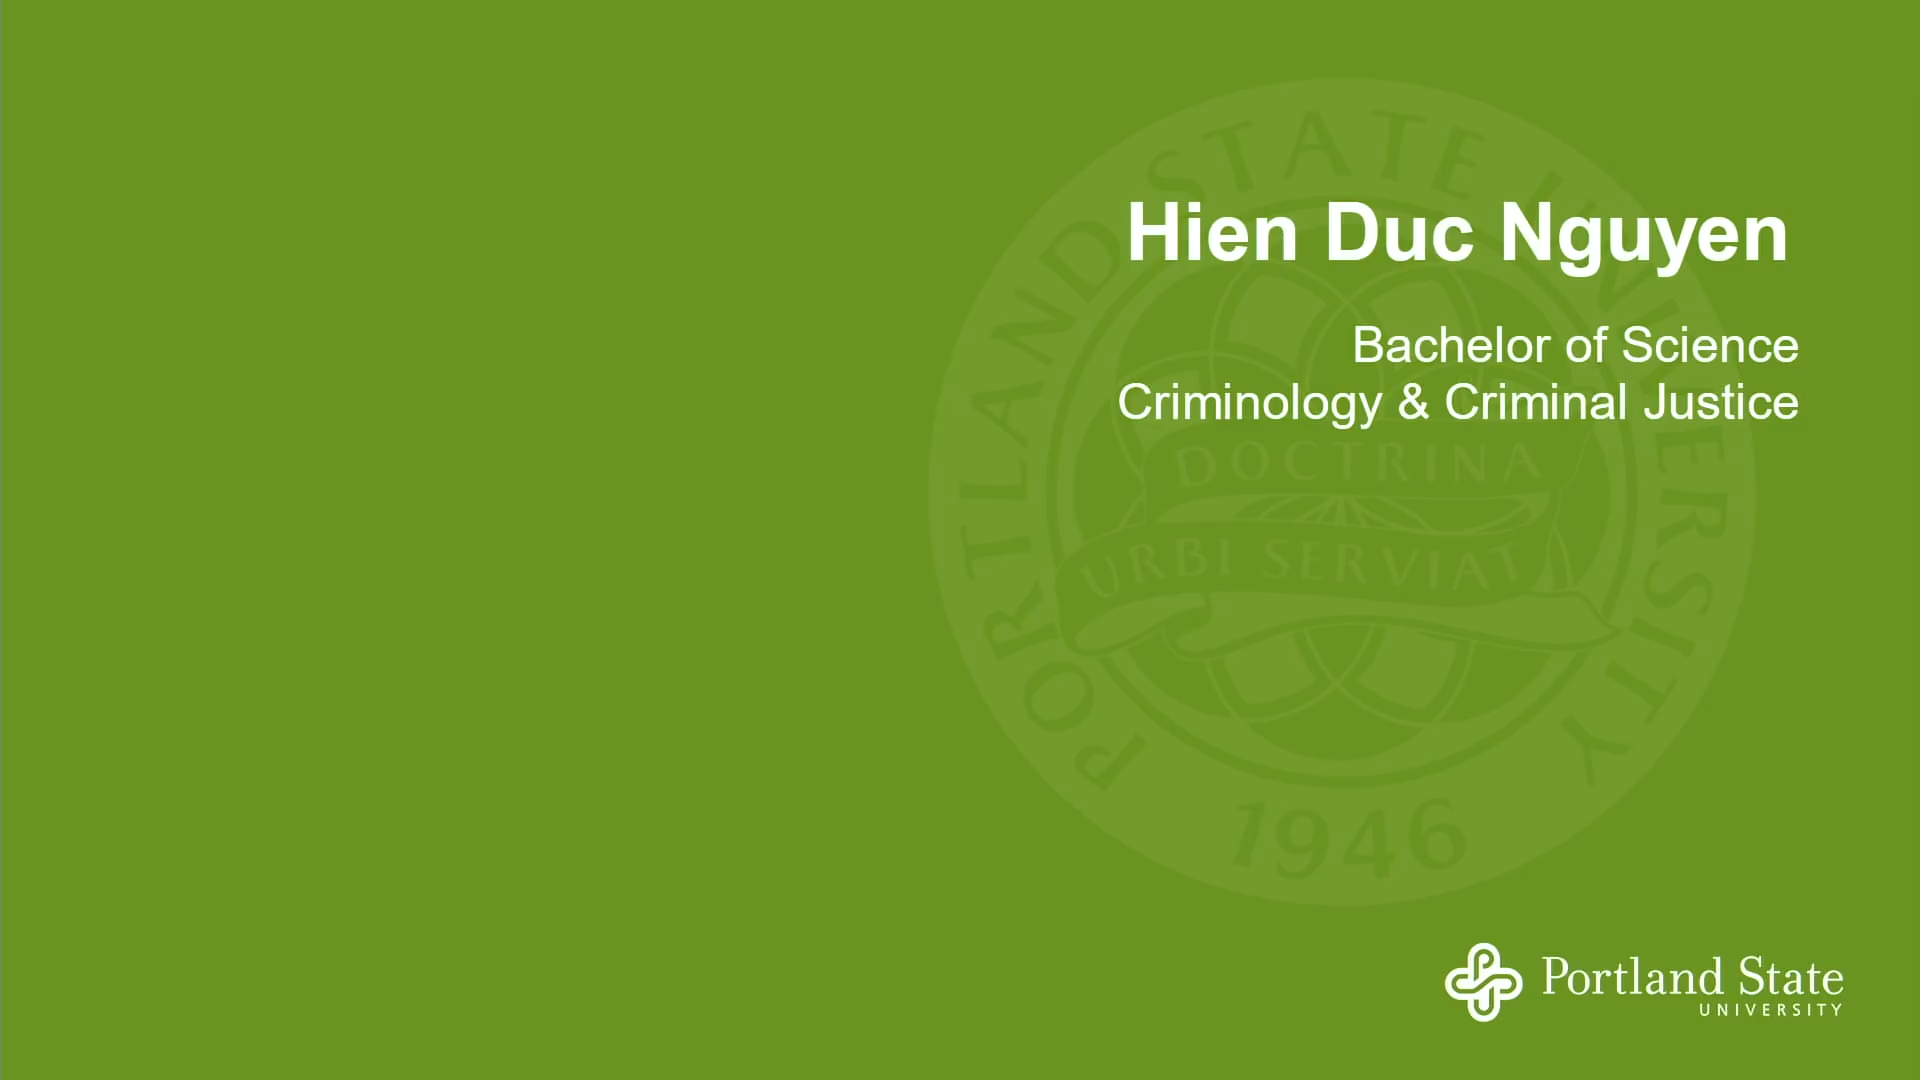 Hien Duc Nguyen
Bachelor of Science
Criminology & Criminal Justice
PORTLAND STATE UNIVERSITY
DOCTRINA
URBI SERVIAT
1946
Portland State
UNIVERSITY